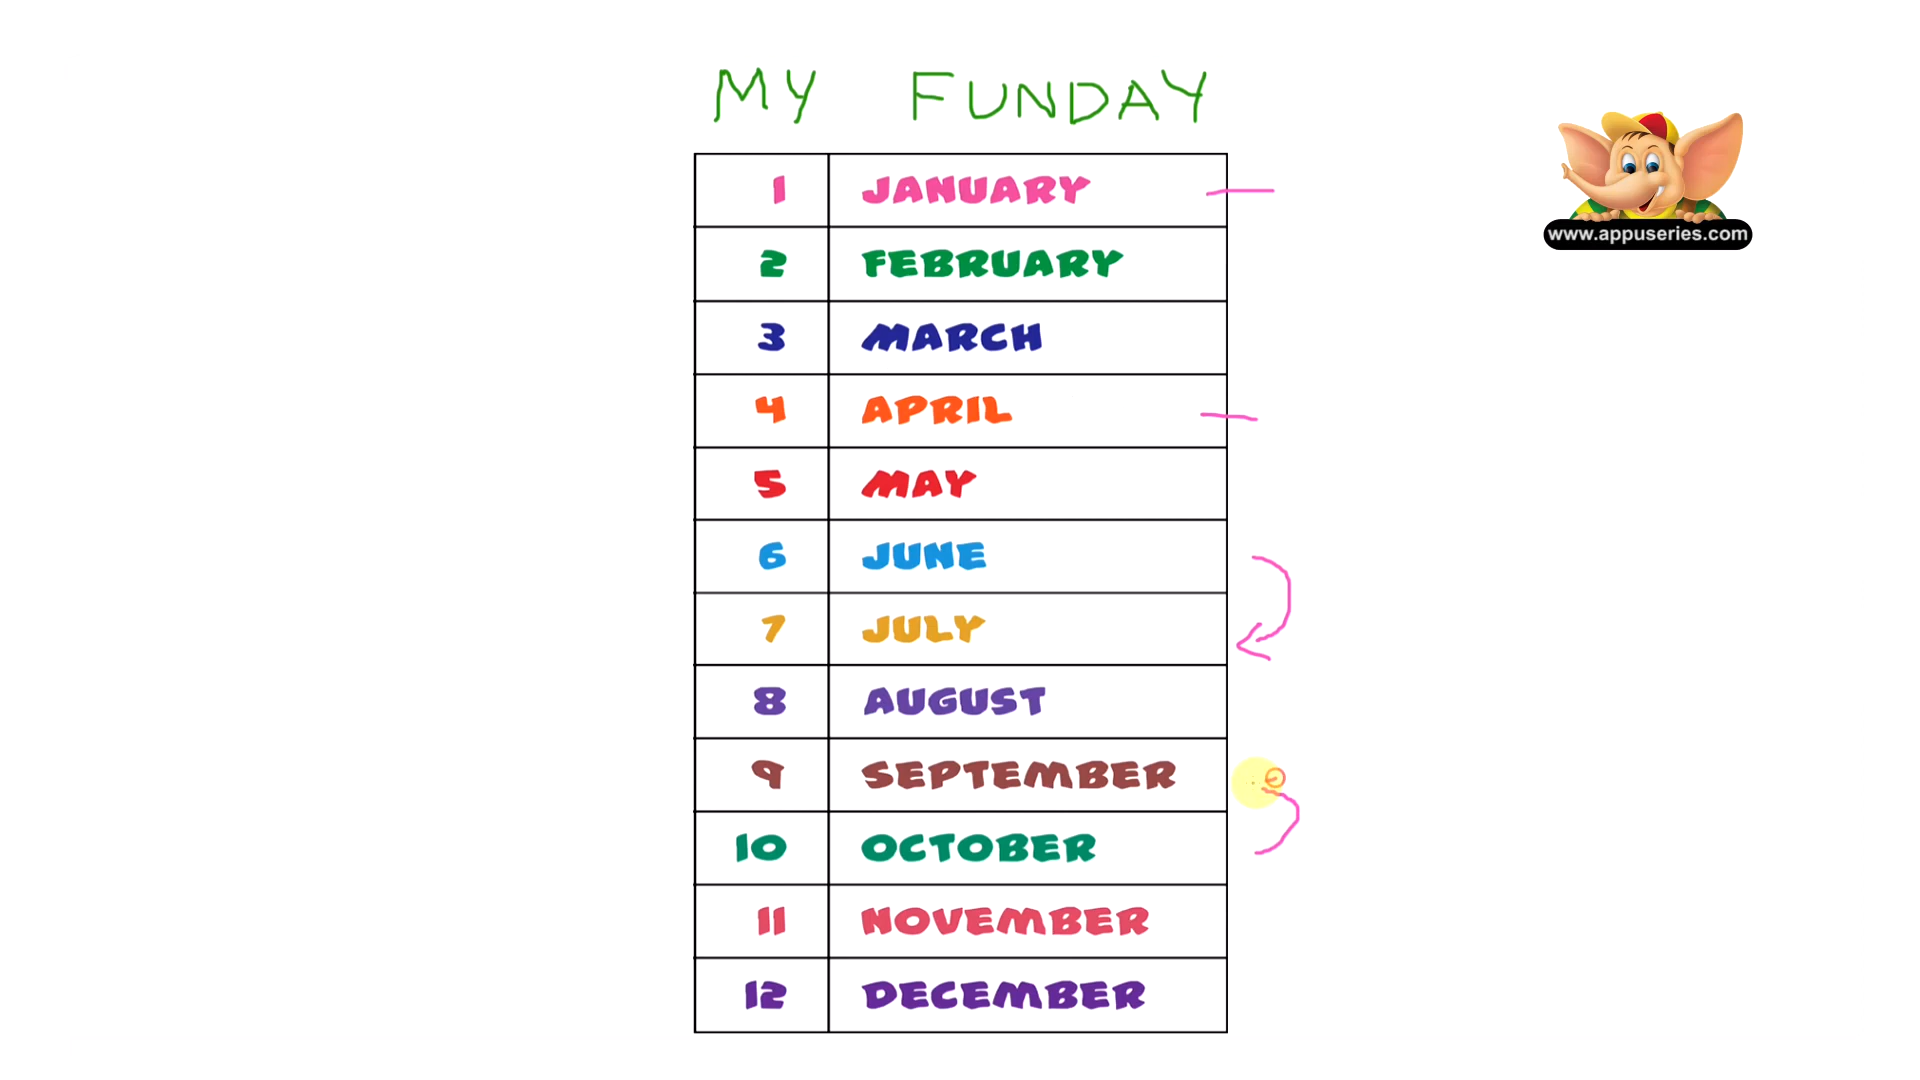 MY FUNDAY
www.appuseries.com
1 JANUARY
2 FEBRUARY
3 MARCH
4 APRIL
5 MAY
6 JUNE
7 JULY
8 AUGUST
9 SEPTEMBER
10 OCTOBER
11 NOVEMBER
12 DECEMBER